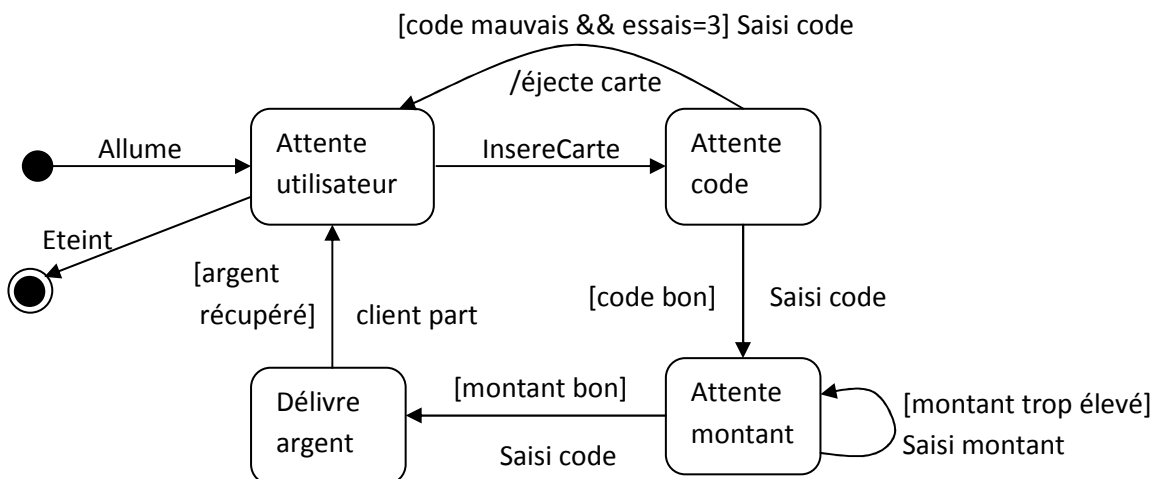 [code mauvais && essais=3] Saisi code
/éjecte carte
Allume
Attente
utilisateur
InsereCarte
Attente
code
Eteint
[argent
récupéré]
client part
[code bon]
Saisi code
Délivre
argent
[montant bon]
Saisi code
Attente
montant
[montant trop élevé]
Saisi montant